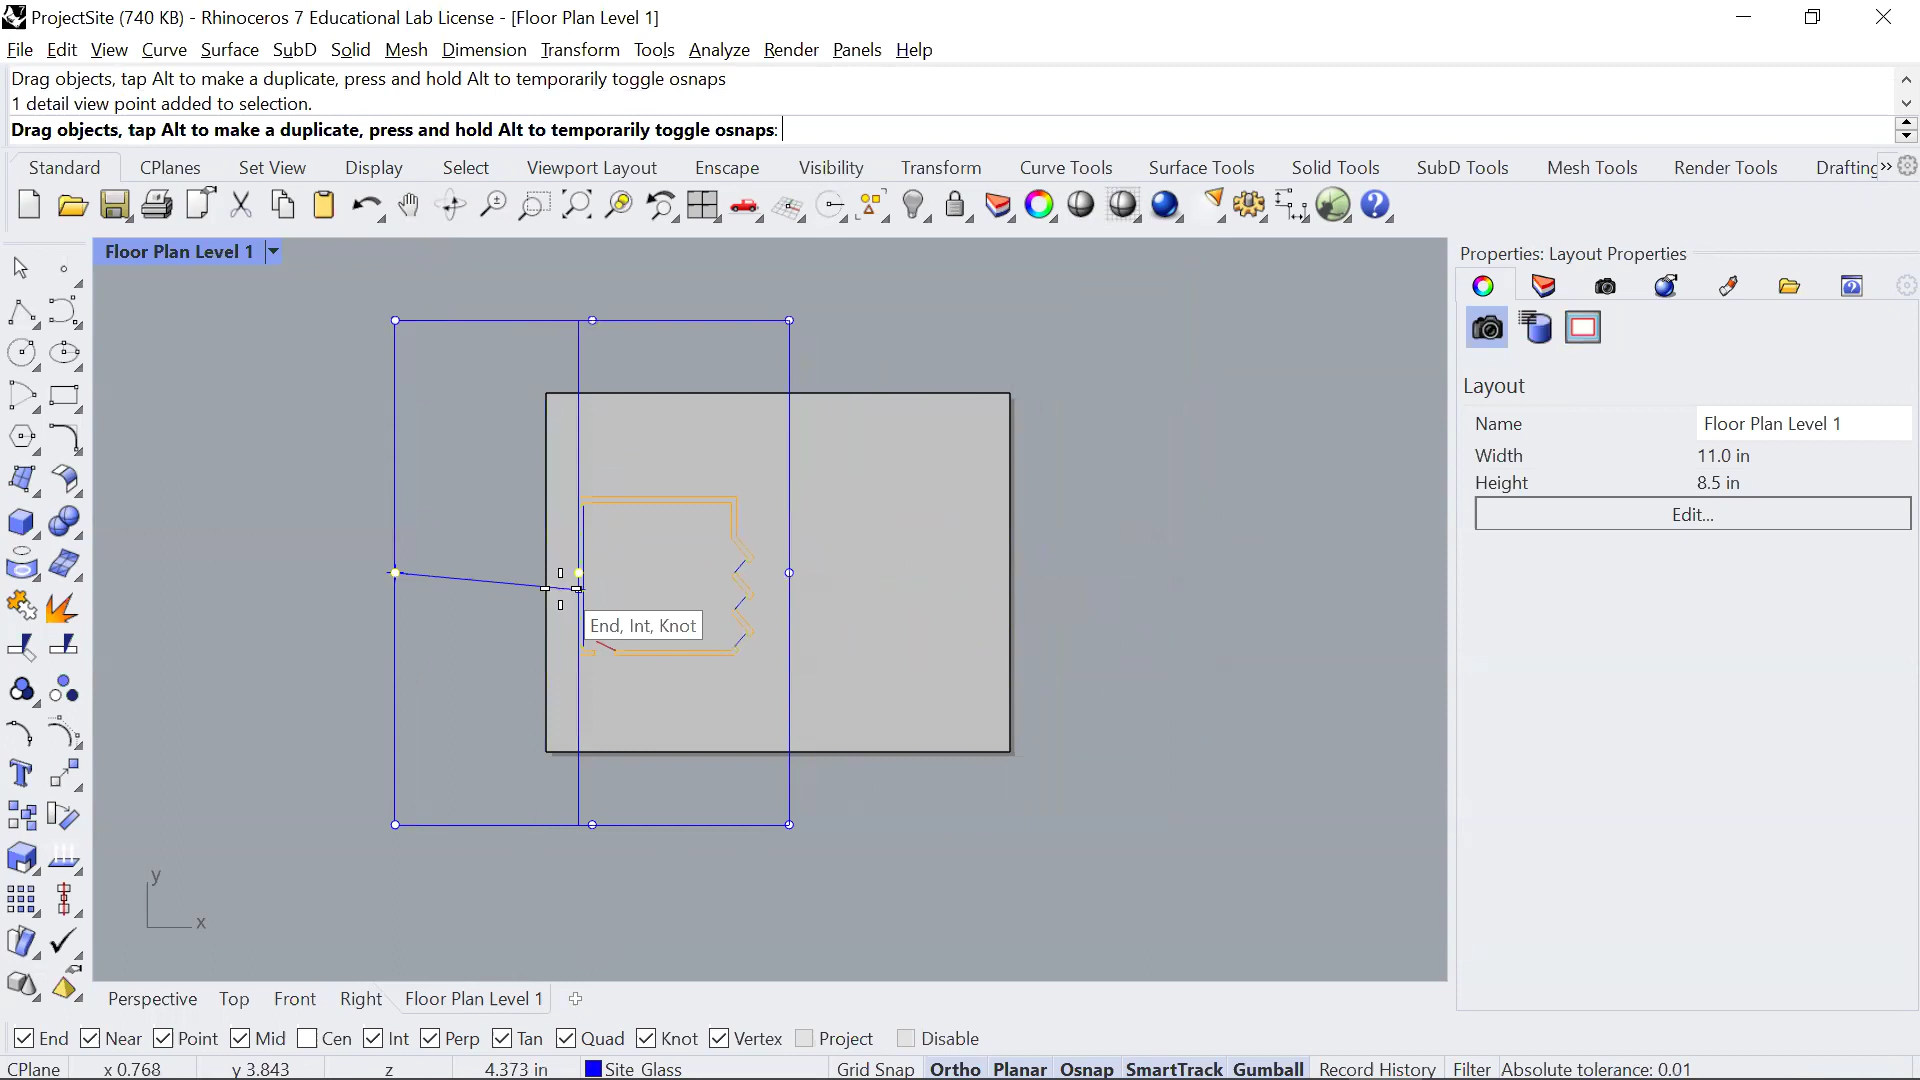 ProjectSite (740 KB) - Rhinoceros 7 Educational Lab License - [Floor Plan Level 1]
File Edit View Curve Surface SubD Solid Mesh Dimension Transform Tools Analyze Render Panels Help
Drag objects, tap Alt to make a duplicate, press and hold Alt to temporarily toggle osnaps
1 detail view point added to selection.
Drag objects, tap Alt to make a duplicate, press and hold Alt to temporarily toggle osnaps:
Standard CPlanes Set View Display Select Viewport Layout Enscape Visibility Transform Curve Tools Surface Tools Solid Tools SubD Tools Mesh Tools Render Tools Drafting »
Floor Plan Level 1
Properties: Layout Properties
Layout
Name Floor Plan Level 1
Width 11.0 in
Height 8.5 in
Edit...
End, Int, Knot
y
x
Perspective Top Front Right Floor Plan Level 1
End Near Point Mid Cen Int Perp Tan Quad Knot Vertex Project Disable
CPlane x 0.768 y 3.843 z 4.373 in Site Glass Grid Snap Ortho Planar Osnap SmartTrack Gumball Record History Filter Absolute tolerance: 0.01